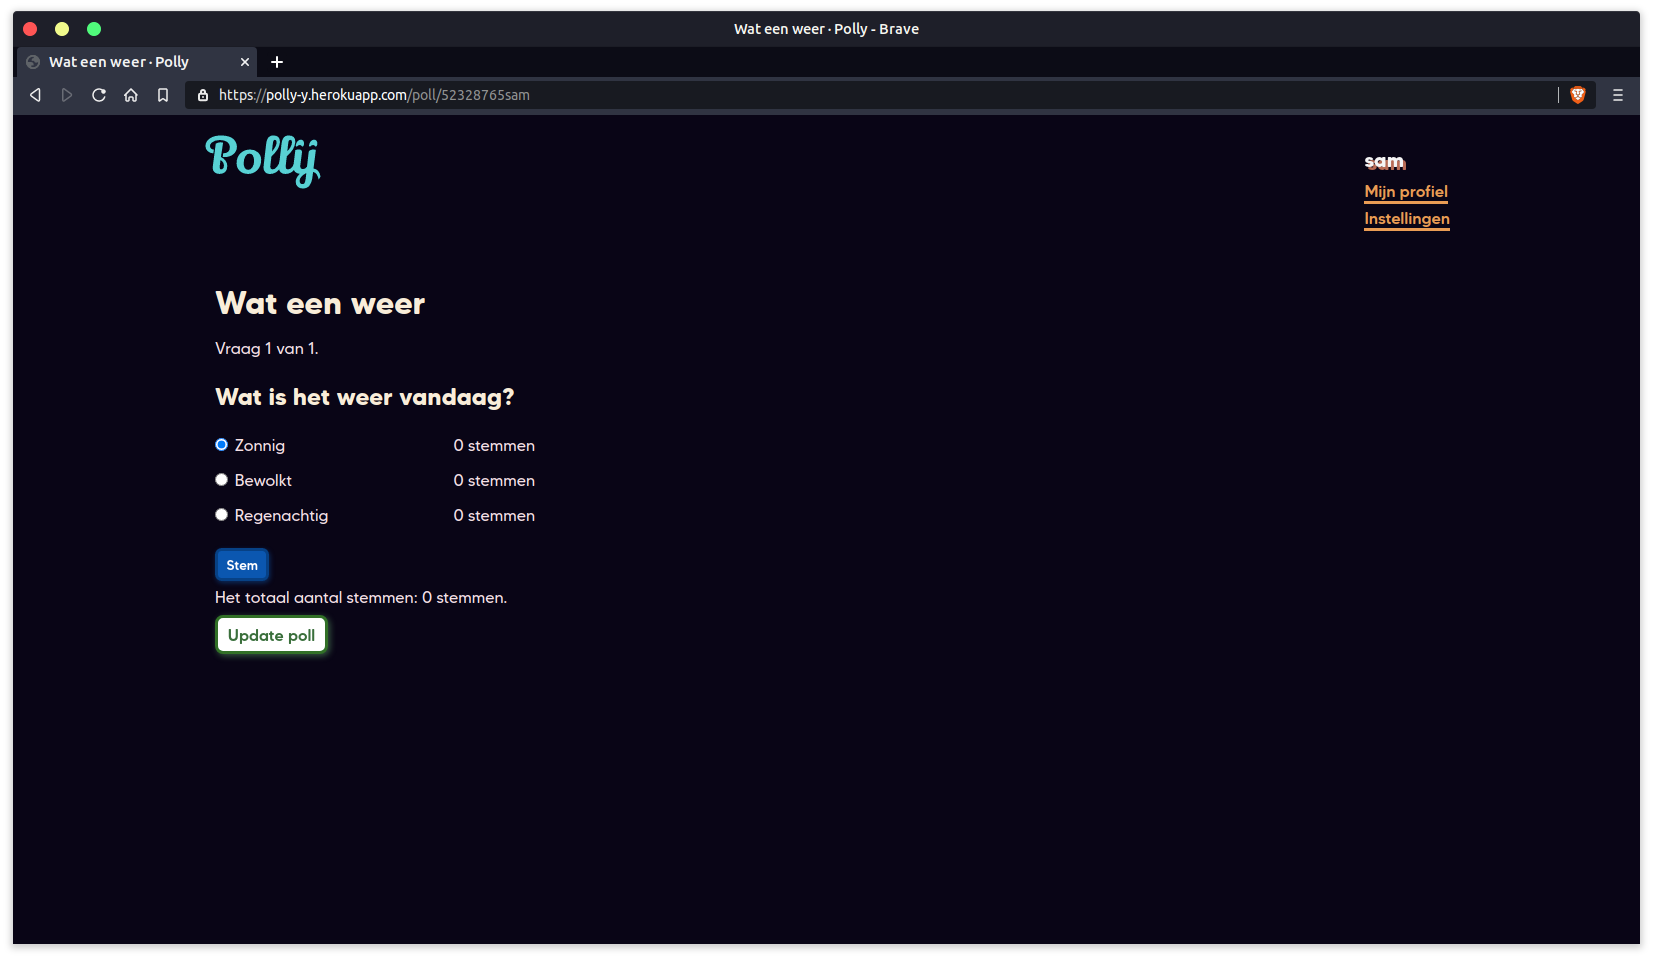 Wat een weer · Polly - Brave
Wat een weer · Polly
https://polly-y.herokuapp.com/poll/52328765sam
Pollij
sam
Mijn profiel
Instellingen
Wat een weer
Vraag 1 van 1.
Wat is het weer vandaag?
Zonnig 0 stemmen
Bewolkt 0 stemmen
Regenachtig 0 stemmen
Stem
Het totaal aantal stemmen: 0 stemmen.
Update poll